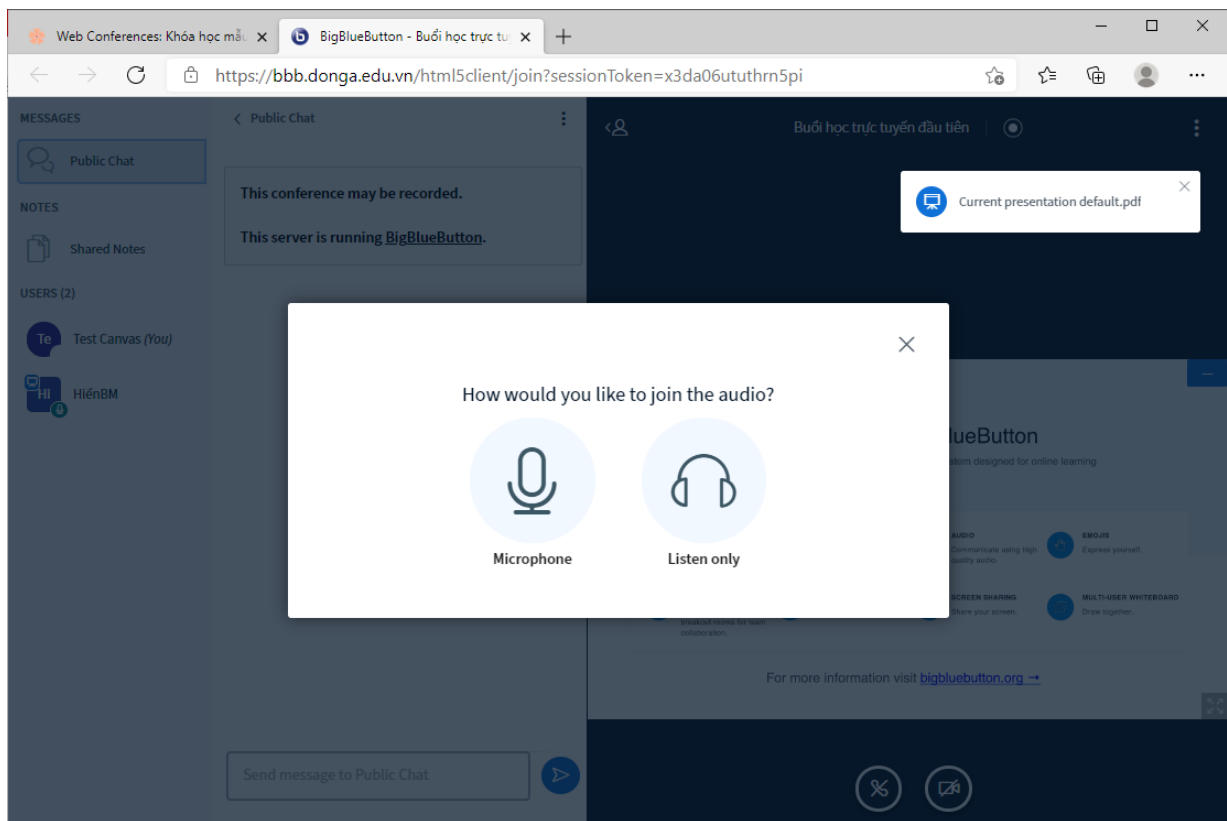 Web Conferences: Khóa học mẫu
BigBlueButton - Buổi học trực tu
https://bbb.donga.edu.vn/html5client/join?sessionToken=x3da06ututhrn5pi
MESSAGES
Public Chat
NOTES
Shared Notes
USERS (2)
Te
Test Canvas (You)
HI
HiềnBM
Public Chat
This conference may be recorded.
This server is running BigBlueButton.
Send message to Public Chat
Buổi học trực tuyến đầu tiên
Current presentation default.pdf
How would you like to join the audio?
Microphone
Listen only
lueButton
stem designed for online learning
AUDIO
Communicate using high
quality audio.
EMOJIS
Express yourself.
SCREEN SHARING
Share your screen.
MULTI-USER WHITEBOARD
Draw together.
breakout rooms for team
collaboration.
For more information visit bigbluebutton.org →